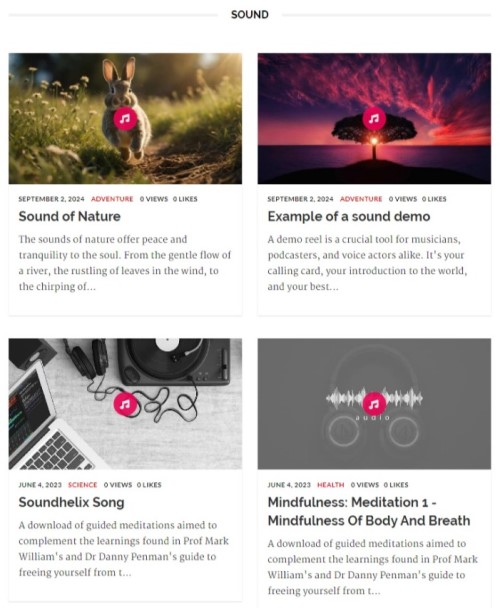 SOUND
SEPTEMBER 2, 2024 ADVENTURE 0 VIEWS 0 LIKES
Sound of Nature
The sounds of nature offer peace and
tranquility to the soul. From the gentle flow of
a river, the rustling of leaves in the wind, to
the chirping of...
SEPTEMBER 2, 2024 ADVENTURE 0 VIEWS 0 LIKES
Example of a sound demo
A demo reel is a crucial tool for musicians,
podcasters, and voice actors alike. It's your
calling card, your introduction to the world,
and your best...
JUNE 4, 2023 SCIENCE 0 VIEWS 0 LIKES
Soundhelix Song
A download of guided meditations aimed to
complement the learnings found in Prof Mark
William's and Dr Danny Penman's guide to
freeing yourself from t...
audio
JUNE 4, 2023 HEALTH 0 VIEWS 0 LIKES
Mindfulness: Meditation 1 -
Mindfulness Of Body And Breath
A download of guided meditations aimed to
complement the learnings found in Prof Mark
William's and Dr Danny Penman's guide to
freeing yourself from t...